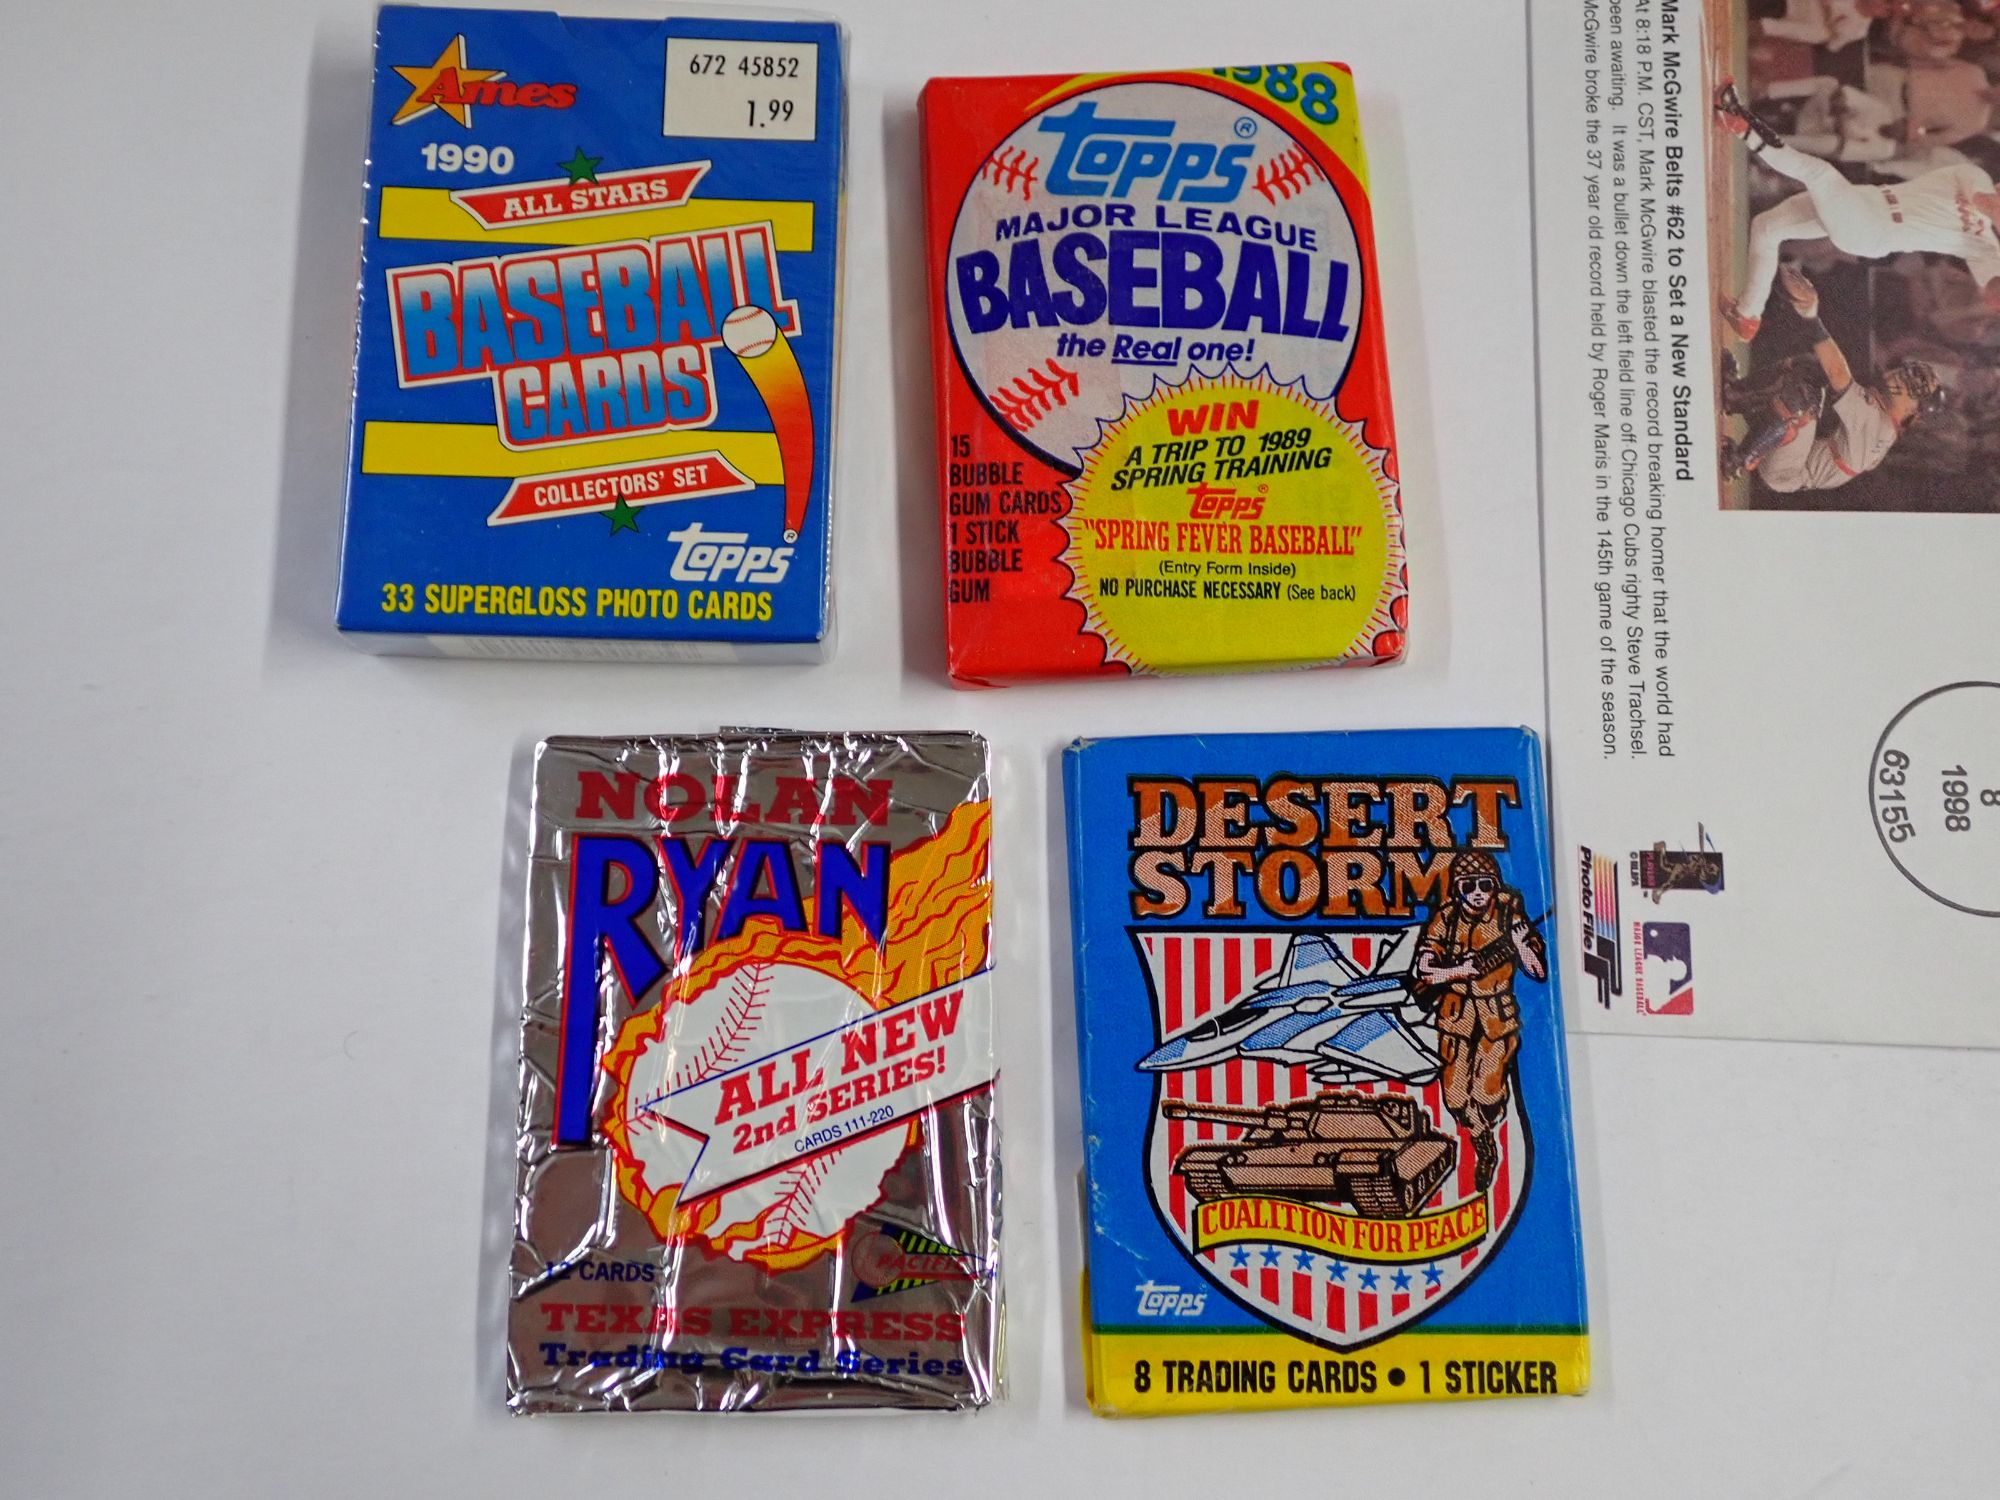 Ames
672 45852
1.99
1990
ALL STARS
BASEBALL
CARDS
COLLECTORS' SET
TOPPS
33 SUPERGLOSS PHOTO CARDS
1988
TOPPS®
MAJOR LEAGUE
BASEBALL
the Real one!
WIN
A TRIP TO 1989
SPRING TRAINING
TOPPS®
"SPRING FEVER BASEBALL"
(Entry Form Inside)
NO PURCHASE NECESSARY (See back)
15
BUBBLE
GUM CARDS
1 STICK
BUBBLE
GUM
Mark McGwire Belts #62 to Set a New Standard
At 8:18 P.M. CST, Mark McGwire blasted the record breaking homer that the world had
been awaiting. It was a bullet down the left field line off Chicago Cubs righty Steve Trachsel.
McGwire broke the 37 year old record held by Roger Maris in the 145th game of the season.
8
1998
63155
Photo File
MAJOR LEAGUE BASEBALL
NOLAN
RYAN
ALL NEW
2nd SERIES!
CARDS 111-220
12 CARDS
PACIFIC
TEXAS EXPRESS
Trading Card Series
DESERT
STORM
COALITION FOR PEACE
TOPPS
8 TRADING CARDS • 1 STICKER